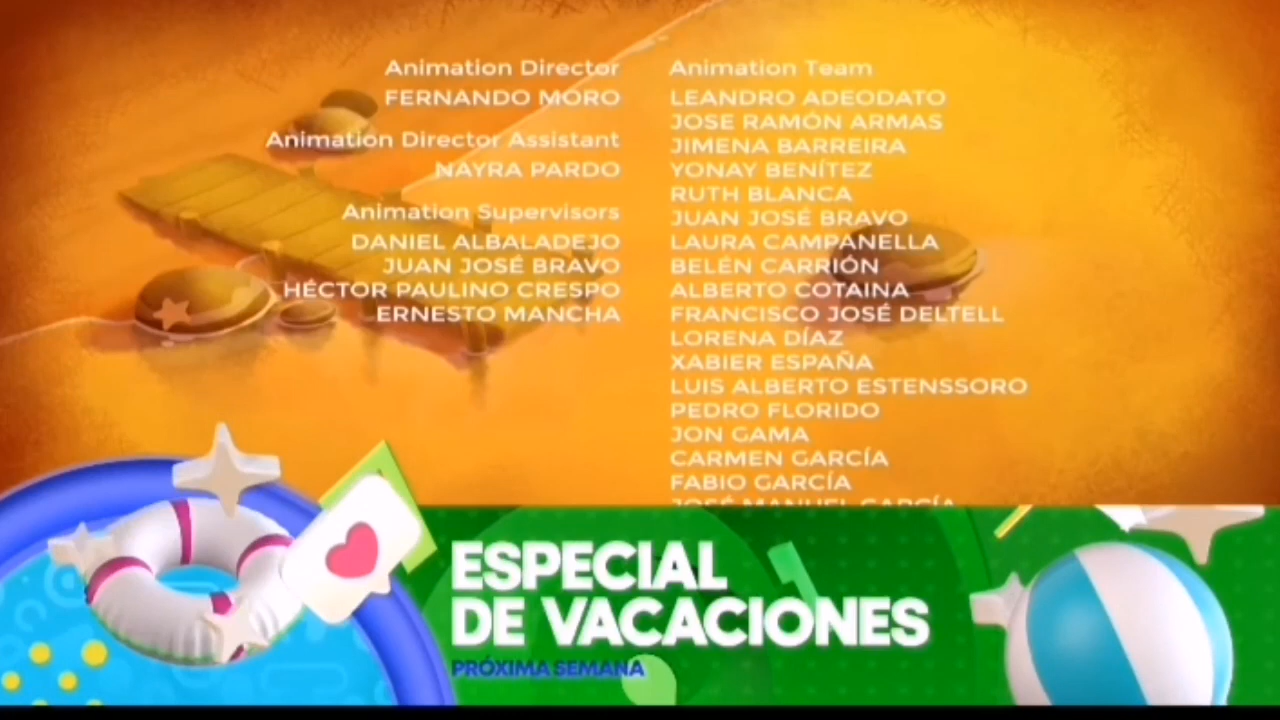 Animation Director
FERNANDO MORO
Animation Director Assistant
NAYRA PARDO
Animation Supervisors
DANIEL ALBALADEJO
JUAN JOSÉ BRAVO
HÉCTOR PAULINO CRESPO
ERNESTO MANCHA
Animation Team
LEANDRO ADEODATO
JOSE RAMÓN ARMAS
JIMENA BARREIRA
YONAY BENÍTEZ
RUTH BLANCA
JUAN JOSÉ BRAVO
LAURA CAMPANELLA
BELÉN CARRIÓN
ALBERTO COTAINA
FRANCISCO JOSÉ DELTELL
LORENA DÍAZ
XABIER ESPAÑA
LUIS ALBERTO ESTENSSORO
PEDRO FLORIDO
JON GAMA
CARMEN GARCÍA
FABIO GARCÍA
JOSÉ MANUEL GARCÍA
ESPECIAL
DE VACACIONES
PRÓXIMA SEMANA